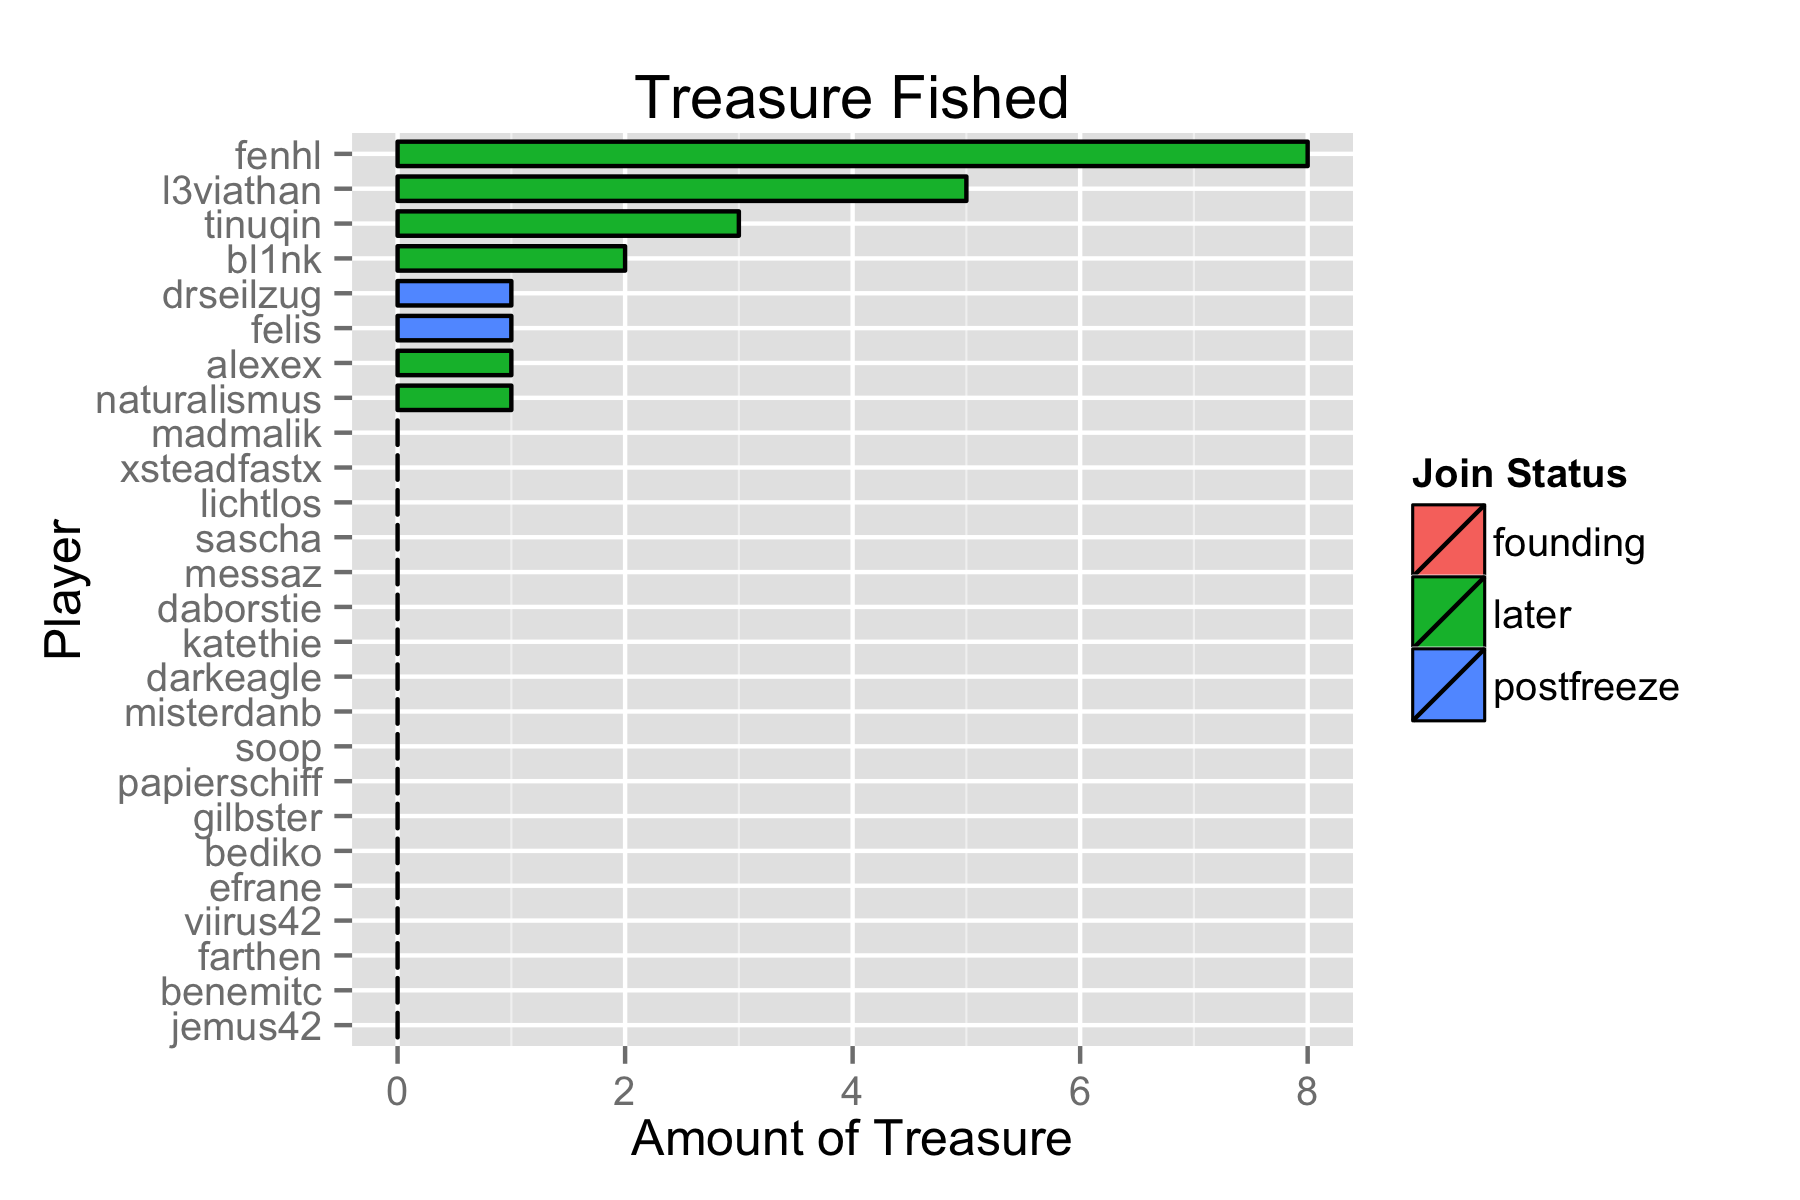 Treasure Fished
fenhl
l3viathan
tinuqin
bl1nk
drseilzug
felis
alexex
naturalismus
madmalik
xsteadfastx
lichtlos
sascha
messaz
daborstie
katethie
darkeagle
misterdanb
soop
papierschiff
gilbster
bediko
efrane
viirus42
farthen
benemitc
jemus42
Player
0 2 4 6 8
Amount of Treasure
Join Status
founding
later
postfreeze